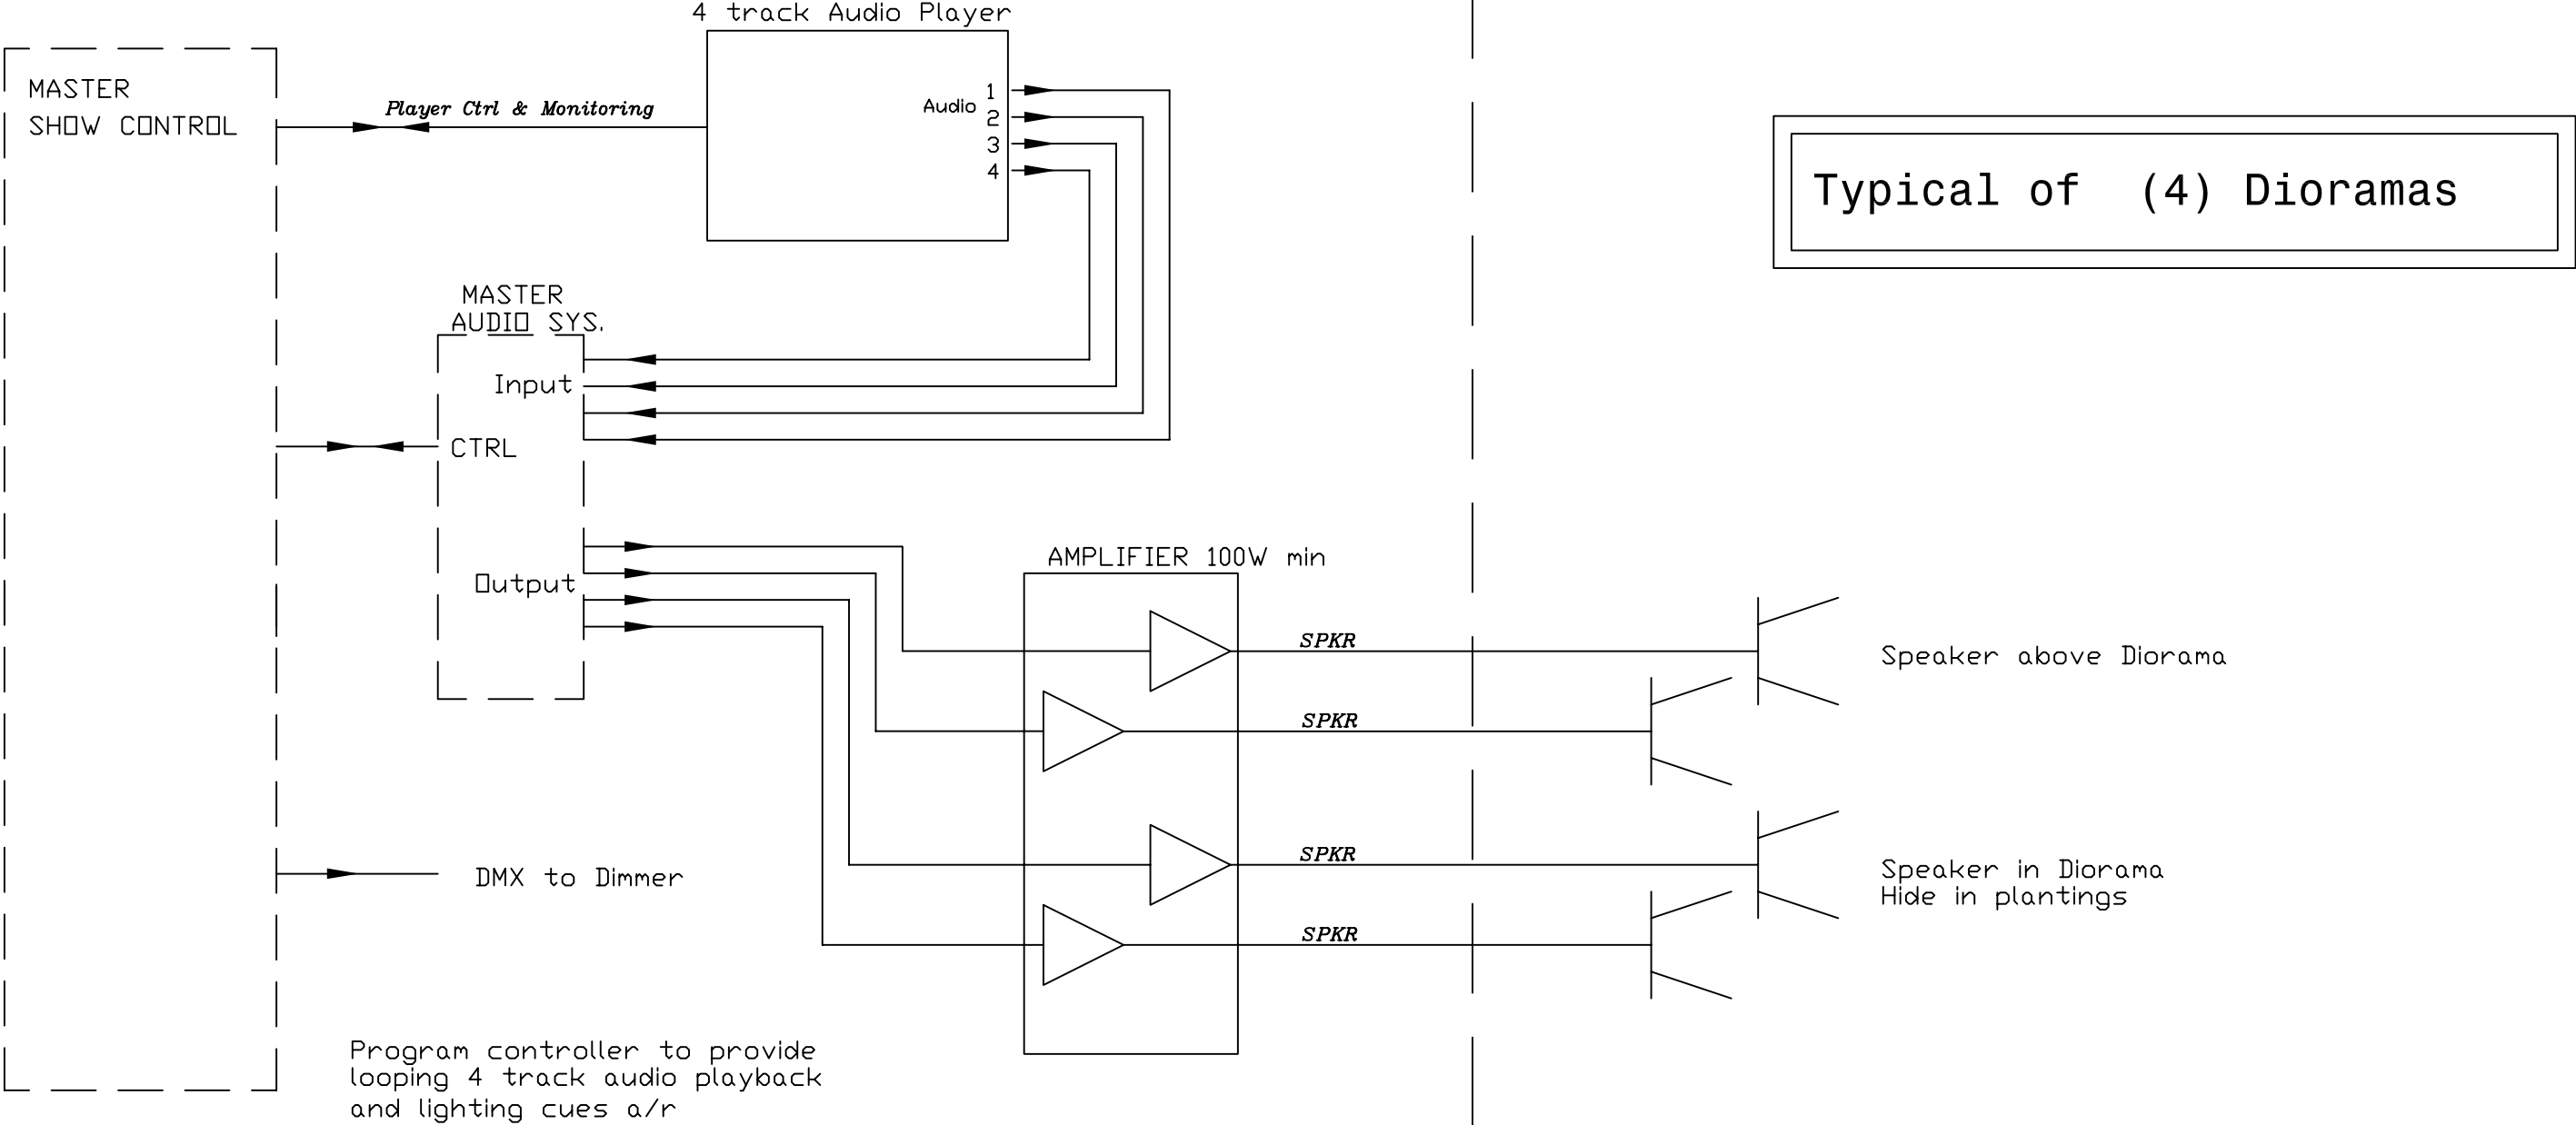 4 track Audio Player
MASTER
SHOW CONTROL
Player Ctrl & Monitoring
Audio
1
2
3
4
Typical of (4) Dioramas
MASTER
AUDIO SYS.
Input
CTRL
Output
AMPLIFIER 100W min
SPKR
Speaker above Diorama
SPKR
SPKR
Speaker in Diorama
Hide in plantings
SPKR
DMX to Dimmer
Program controller to provide
looping 4 track audio playback
and lighting cues a/r